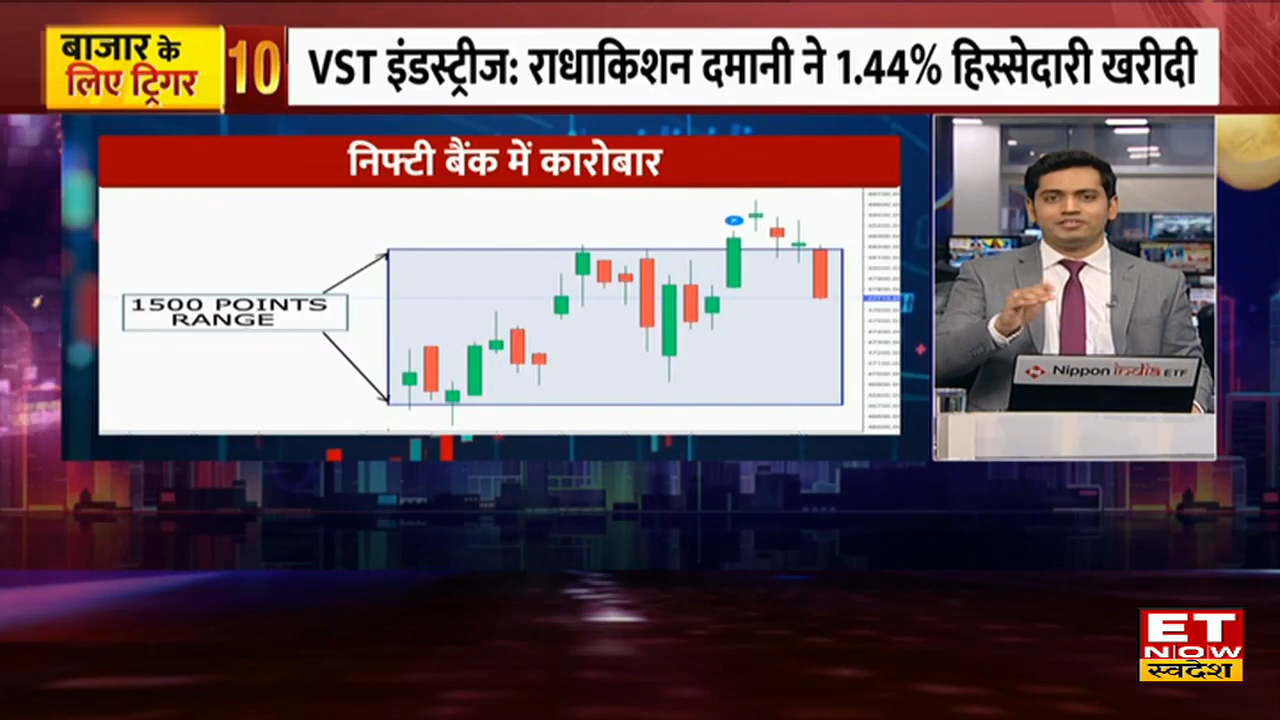 बाजार के
लिए ट्रिगर
10
VST इंडस्ट्रीज: राधाकिशन दमानी ने 1.44% हिस्सेदारी खरीदी
निफ्टी बैंक में कारोबार
1500 POINTS
RANGE
Nippon india ETF
ET
NOW
स्वदेश